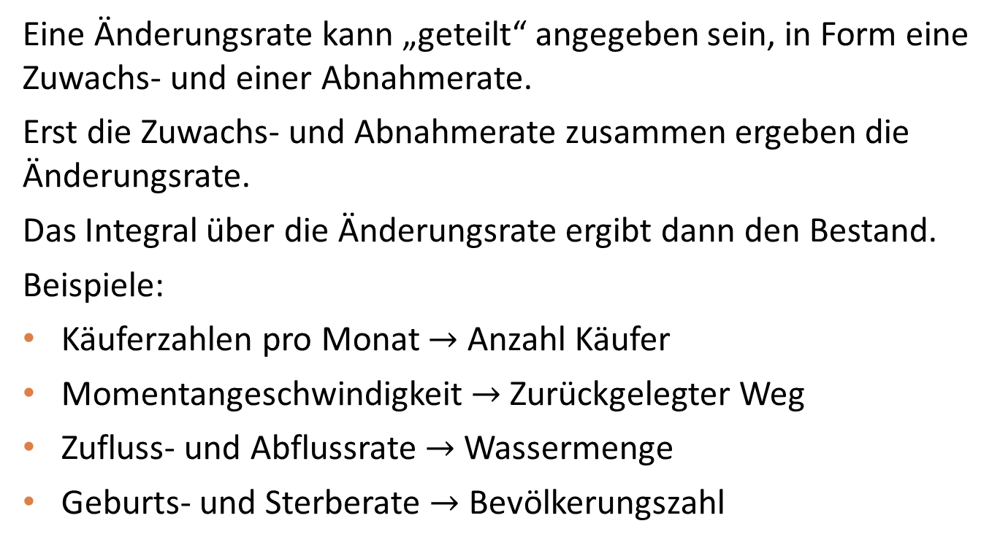 Eine Änderungsrate kann „geteilt“ angegeben sein, in Form eine
Zuwachs- und einer Abnahmerate.
Erst die Zuwachs- und Abnahmerate zusammen ergeben die
Änderungsrate.
Das Integral über die Änderungsrate ergibt dann den Bestand.
Beispiele:
• Käuferzahlen pro Monat → Anzahl Käufer
• Momentangeschwindigkeit → Zurückgelegter Weg
• Zufluss- und Abflussrate → Wassermenge
• Geburts- und Sterberate → Bevölkerungszahl